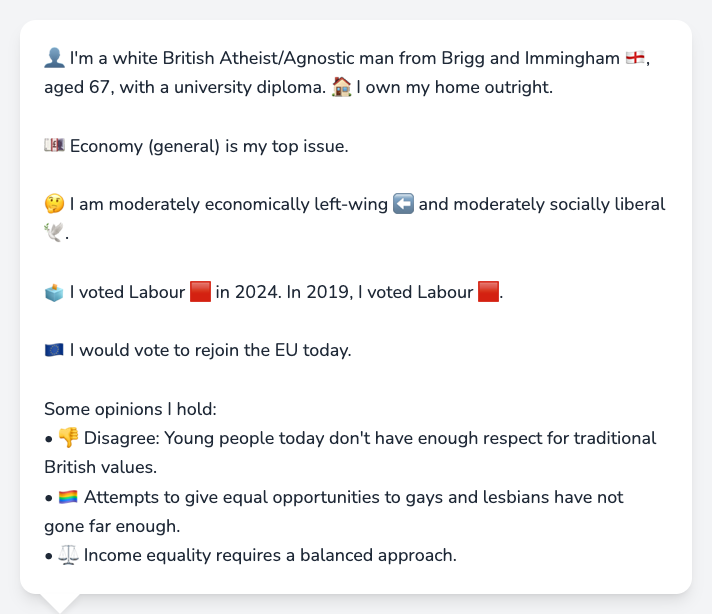 👤 I'm a white British Atheist/Agnostic man from Brigg and Immingham 🏴󠁧󠁢󠁥󠁮󠁧󠁿,
aged 67, with a university diploma. 🏠 I own my home outright.
💷 Economy (general) is my top issue.
🤔 I am moderately economically left-wing ⬅️ and moderately socially liberal
🕊️.
🗳️ I voted Labour 🟥 in 2024. In 2019, I voted Labour 🟥.
🇪🇺 I would vote to rejoin the EU today.
Some opinions I hold:
• 👎 Disagree: Young people today don't have enough respect for traditional
British values.
• 🏳️‍🌈 Attempts to give equal opportunities to gays and lesbians have not
gone far enough.
• ⚖️ Income equality requires a balanced approach.